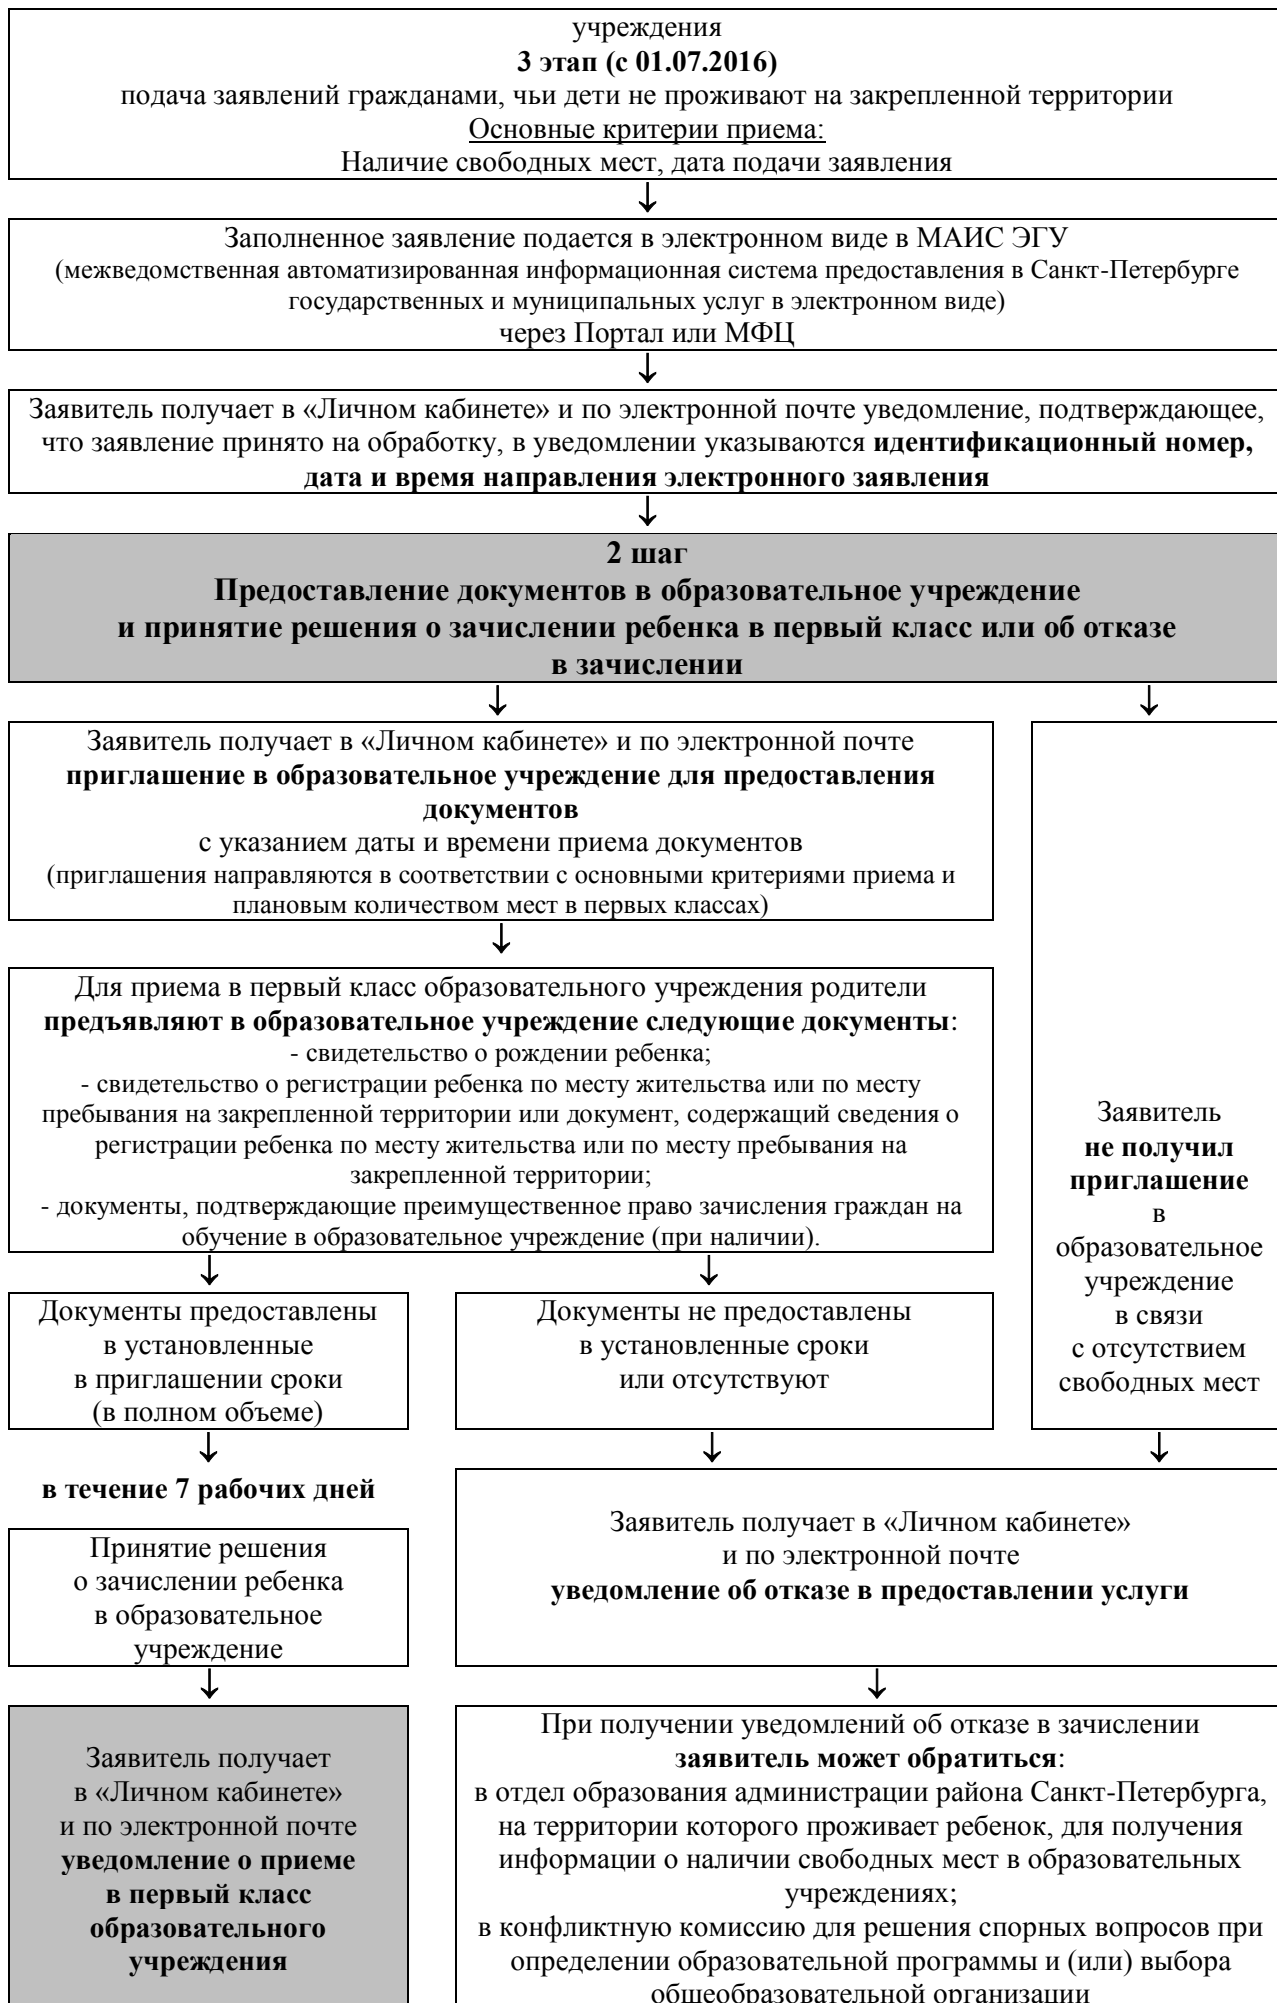 учреждения
3 этап (с 01.07.2016)
подача заявлений гражданами, чьи дети не проживают на закрепленной территории
Основные критерии приема:
Наличие свободных мест, дата подачи заявления
↓
Заполненное заявление подается в электронном виде в МАИС ЭГУ
(межведомственная автоматизированная информационная система предоставления в Санкт-Петербурге
государственных и муниципальных услуг в электронном виде)
через Портал или МФЦ
↓
Заявитель получает в «Личном кабинете» и по электронной почте уведомление, подтверждающее,
что заявление принято на обработку, в уведомлении указываются идентификационный номер,
дата и время направления электронного заявления
↓
2 шаг
Предоставление документов в образовательное учреждение
и принятие решения о зачислении ребенка в первый класс или об отказе
в зачислении
↓ ↓
Заявитель получает в «Личном кабинете» и по электронной почте
приглашение в образовательное учреждение для предоставления
документов
с указанием даты и времени приема документов
(приглашения направляются в соответствии с основными критериями приема и
плановым количеством мест в первых классах)
↓
Для приема в первый класс образовательного учреждения родители
предъявляют в образовательное учреждение следующие документы:
- свидетельство о рождении ребенка;
- свидетельство о регистрации ребенка по месту жительства или по месту
пребывания на закрепленной территории или документ, содержащий сведения о
регистрации ребенка по месту жительства или по месту пребывания на
закрепленной территории;
- документы, подтверждающие преимущественное право зачисления граждан на
обучение в образовательное учреждение (при наличии).
Заявитель
не получил
приглашение
в
образовательное
учреждение
в связи
с отсутствием
свободных мест
↓ ↓
Документы предоставлены
в установленные
в приглашении сроки
(в полном объеме)
Документы не предоставлены
в установленные сроки
или отсутствуют
↓ ↓ ↓
в течение 7 рабочих дней
Принятие решения
о зачислении ребенка
в образовательное
учреждение
Заявитель получает в «Личном кабинете»
и по электронной почте
уведомление об отказе в предоставлении услуги
↓ ↓
Заявитель получает
в «Личном кабинете»
и по электронной почте
уведомление о приеме
в первый класс
образовательного
учреждения
При получении уведомлений об отказе в зачислении
заявитель может обратиться:
в отдел образования администрации района Санкт-Петербурга,
на территории которого проживает ребенок, для получения
информации о наличии свободных мест в образовательных
учреждениях;
в конфликтную комиссию для решения спорных вопросов при
определении образовательной программы и (или) выбора
общеобразовательной организации